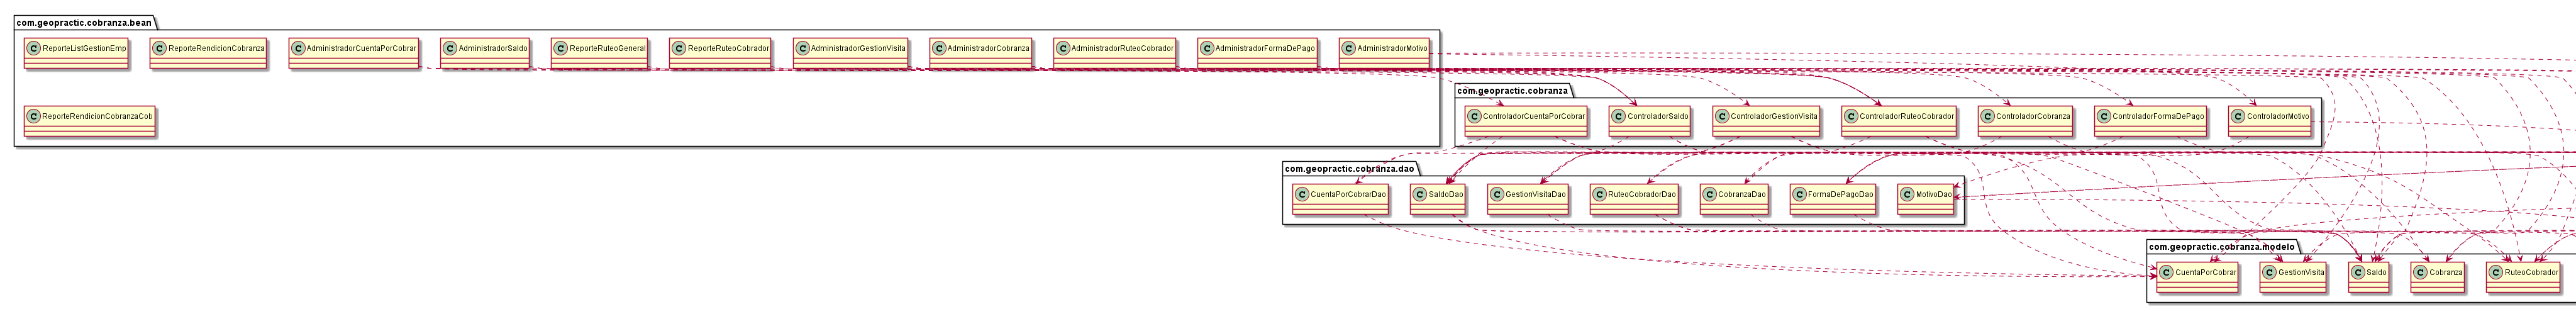 com.geopractic.cobranza.bean
C ReporteListGestionEmp
C ReporteRendicionCobranza
C AdministradorCuentaPorCobrar
C AdministradorSaldo
C ReporteRuteoGeneral
C ReporteRuteoCobrador
C AdministradorGestionVisita
C AdministradorCobranza
C AdministradorRuteoCobrador
C AdministradorFormaDePago
C AdministradorMotivo
C ReporteRendicionCobranzaCob
com.geopractic.cobranza
C ControladorCuentaPorCobrar
C ControladorSaldo
C ControladorGestionVisita
C ControladorRuteoCobrador
C ControladorCobranza
C ControladorFormaDePago
C ControladorMotivo
com.geopractic.cobranza.dao
C CuentaPorCobrarDao
C SaldoDao
C GestionVisitaDao
C RuteoCobradorDao
C CobranzaDao
C FormaDePagoDao
C MotivoDao
com.geopractic.cobranza.modelo
C CuentaPorCobrar
C GestionVisita
C Saldo
C Cobranza
C RuteoCobrador